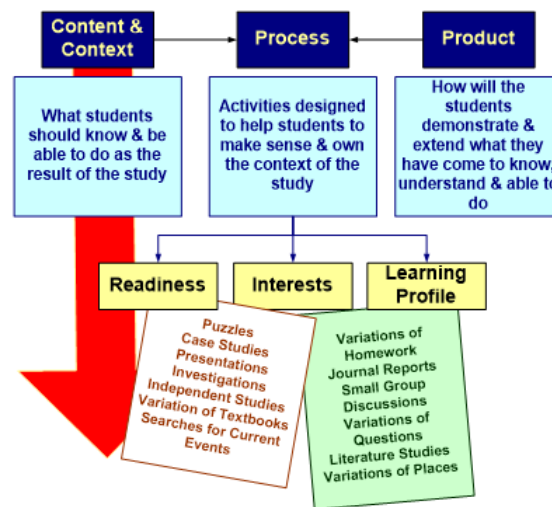 Content &
Context
Process
Product
What students
should know & be
able to do as the
result of the study
Activities designed
to help students to
make sense & own
the context of the
study
How will the
students
demonstrate &
extend what they
have come to know,
understand & able to
do
Readiness
Interests
Learning
Profile
Puzzles
Case Studies
Presentations
Investigations
Independent Studies
Variation of Textbooks
Searches for Current
Events
Variations of
Homework
Journal Reports
Small Group
Discussions
Variations of
Questions
Literature Studies
Variations of Places